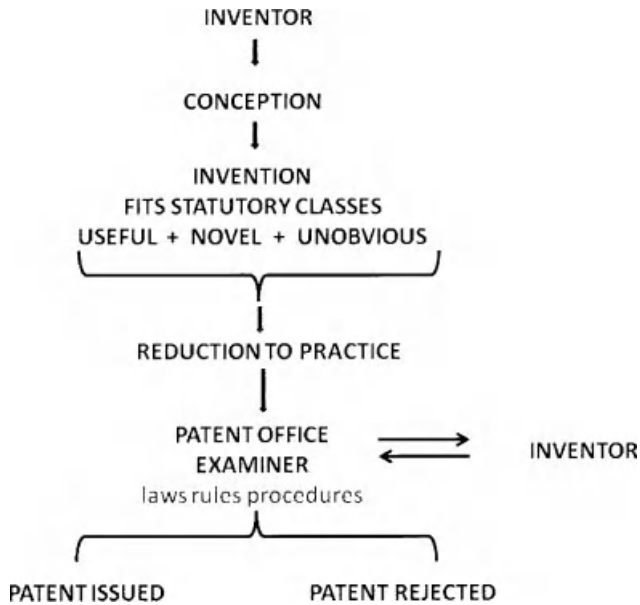 INVENTOR
CONCEPTION
INVENTION
FITS STATUTORY CLASSES
USEFUL + NOVEL + UNOBVIOUS
REDUCTION TO PRACTICE
PATENT OFFICE
EXAMINER
laws rules procedures
INVENTOR
PATENT ISSUED
PATENT REJECTED